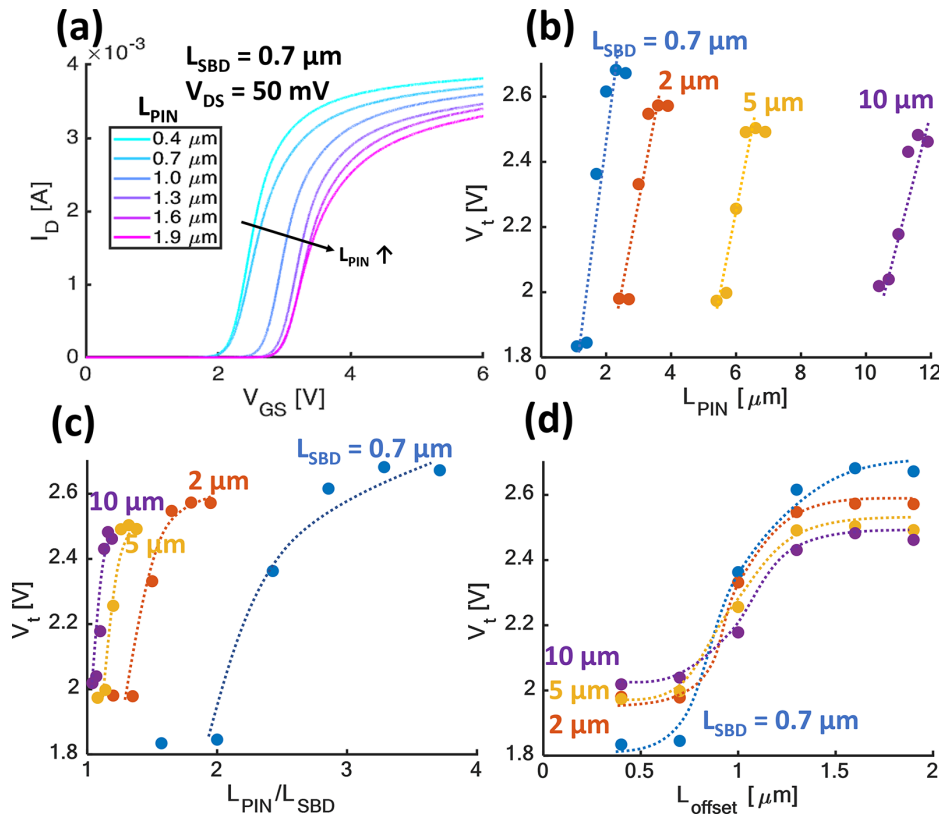 (a)
×10⁻³
L_SBD = 0.7 μm
V_DS = 50 mV
L_PIN
0.4 μm
0.7 μm
1.0 μm
1.3 μm
1.6 μm
1.9 μm
L_PIN ↑
I_D [A]
4
3
2
1
0
0 2 4 6
V_GS [V]
(b)
L_SBD = 0.7 μm
2 μm
5 μm
10 μm
V_t [V]
2.6
2.4
2.2
2
1.8
0 2 4 6 8 10 12
L_PIN [μm]
(c)
L_SBD = 0.7 μm
2 μm
10 μm
5 μm
V_t [V]
2.6
2.4
2.2
2
1.8
1 2 3 4
L_PIN/L_SBD
(d)
10 μm
5 μm
2 μm
L_SBD = 0.7 μm
V_t [V]
2.6
2.4
2.2
2
1.8
0 0.5 1 1.5 2
L_offset [μm]